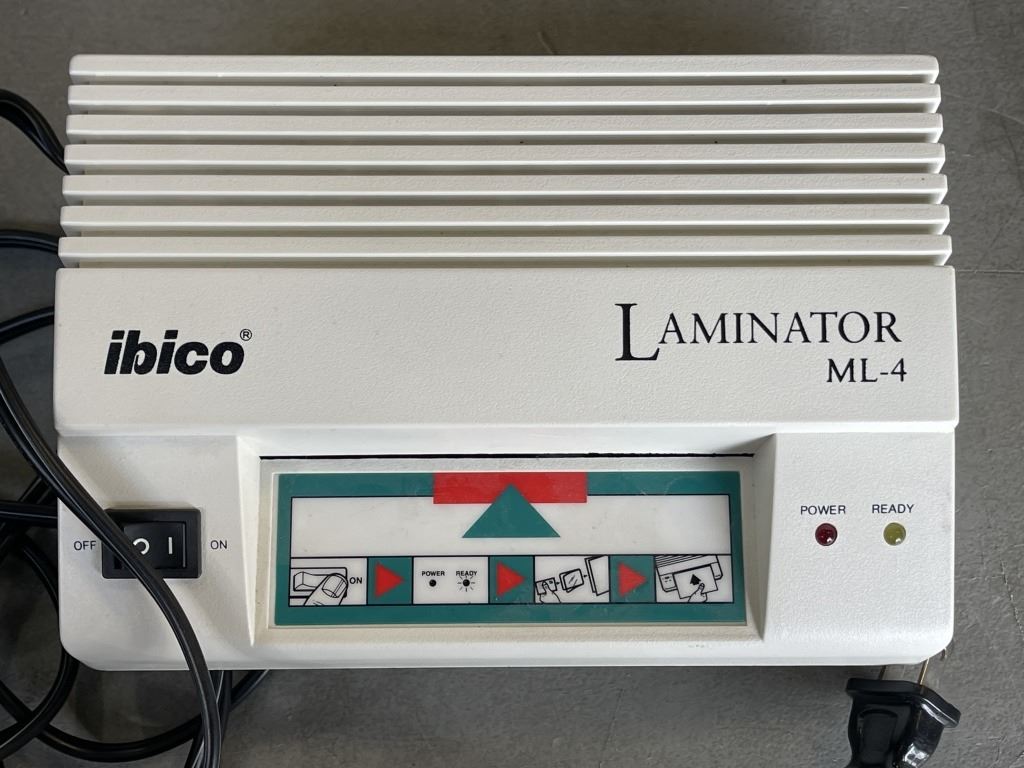 ibico®
LAMINATOR
ML-4
OFF O I ON
POWER READY
ON
POWER READY